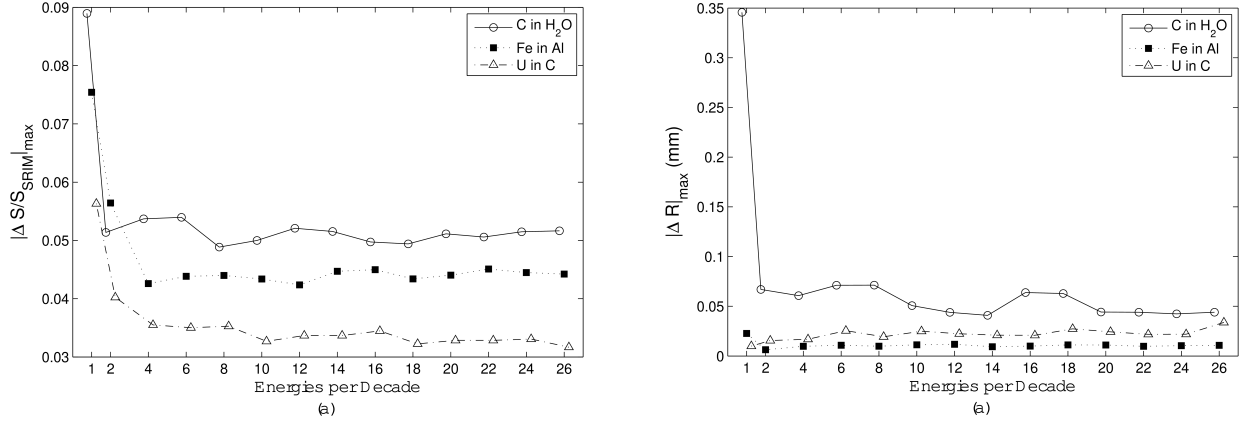 0.09
0.08
0.07
0.06
0.05
0.04
0.03
|Δ S/S_SRIM|_max
C in H₂O
Fe in Al
U in C
1 2 4 6 8 10 12 14 16 18 20 22 24 26
Energies per Decade
(a)
0.35
0.3
0.25
0.2
0.15
0.1
0.05
0
|Δ R|_max (mm)
C in H₂O
Fe in Al
U in C
1 2 4 6 8 10 12 14 16 18 20 22 24 26
Energies per Decade
(a)